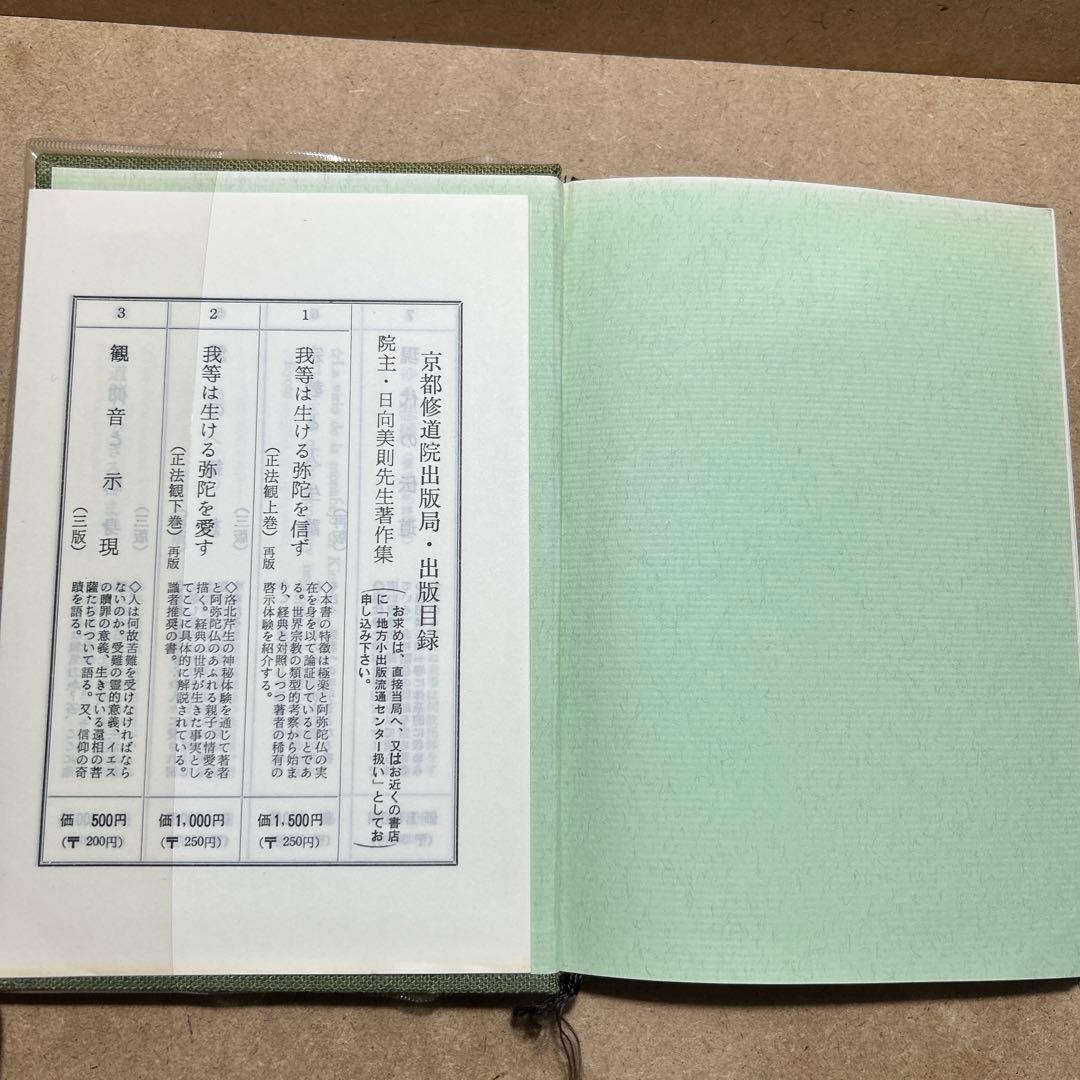 京都修道院出版局・出版目録
院主・日向美則先生著作集
(お求めは、直接当局へ、又はお近くの書店
に「地方小出版流通センター扱い」としてお
申し込み下さい。)
1
我等は生ける弥陀を信ず
(正法観上巻) 再版
◇本書の特徴は極楽と阿弥陀仏の実
在を身を以て論証していることであ
る。世界宗教の類型的考察から始ま
り、経典と対照しつつ著者の稀有の
啓示体験を紹介する。
価 1,500円
(〒 250円)
2
我等は生ける弥陀を愛す
(正法観下巻) 再版
◇洛北芹生の神秘体験を通じて著者
と阿弥陀仏のあふれる親子の情愛を
描く。経典の世界が生きた事実とし
てここに具体的に解説されている。
識者推奨の書。
価 1,000円
(〒 250円)
3
観音示現
(三版)
◇人は何故苦難を受けなければなら
ないのか。受難の霊的意義、イエス
の贖罪の意義、生きている還相の菩
薩たちについて語る。又、信仰の奇
蹟を語る。
価 500円
(〒 200円)